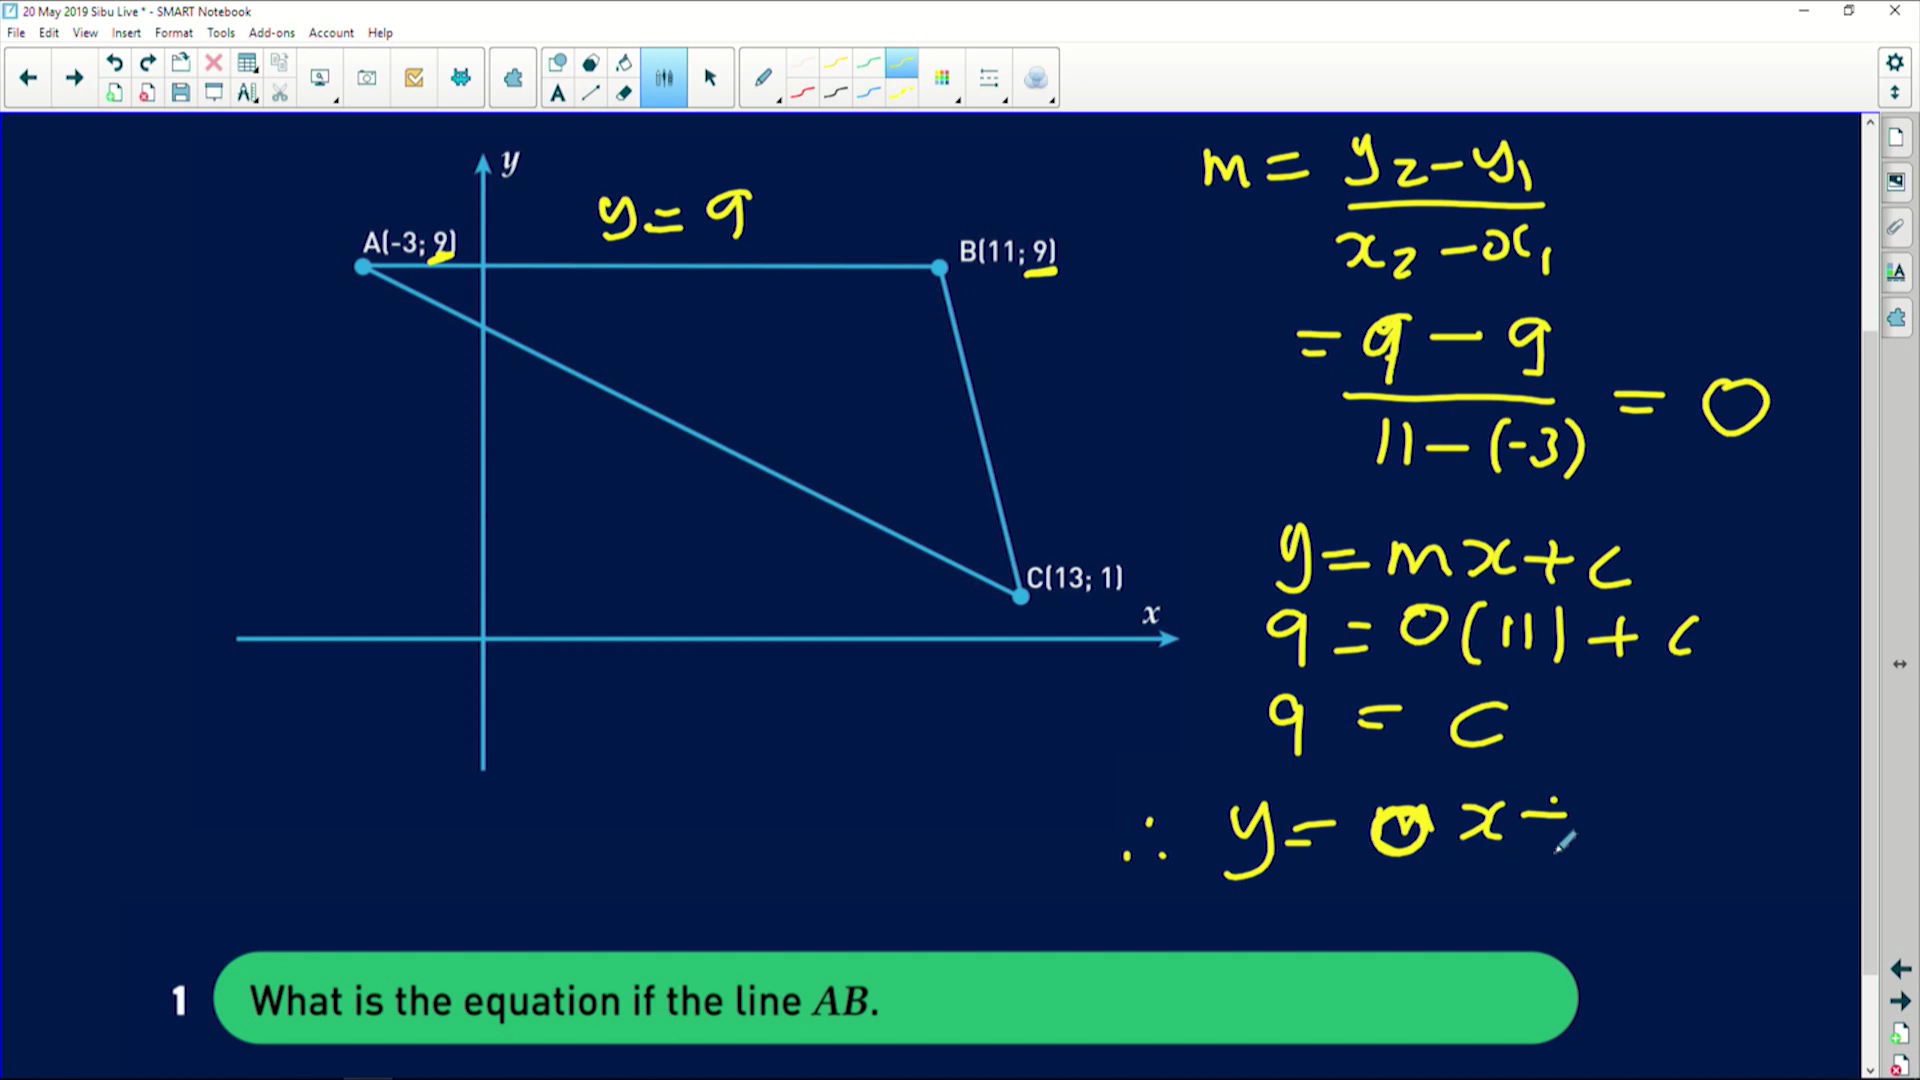 20 May 2019 Sibu Live * - SMART Notebook
File Edit View Insert Format Tools Add-ons Account Help
y
y = 9
A(-3; 9)
B(11; 9)
C(13; 1)
x
m = y2 - y1
x2 - x1
= 9 - 9
11 - (-3)
= 0
y = mx + c
9 = 0(11) + c
9 = c
∴ y = 0x ÷
1 What is the equation if the line AB.